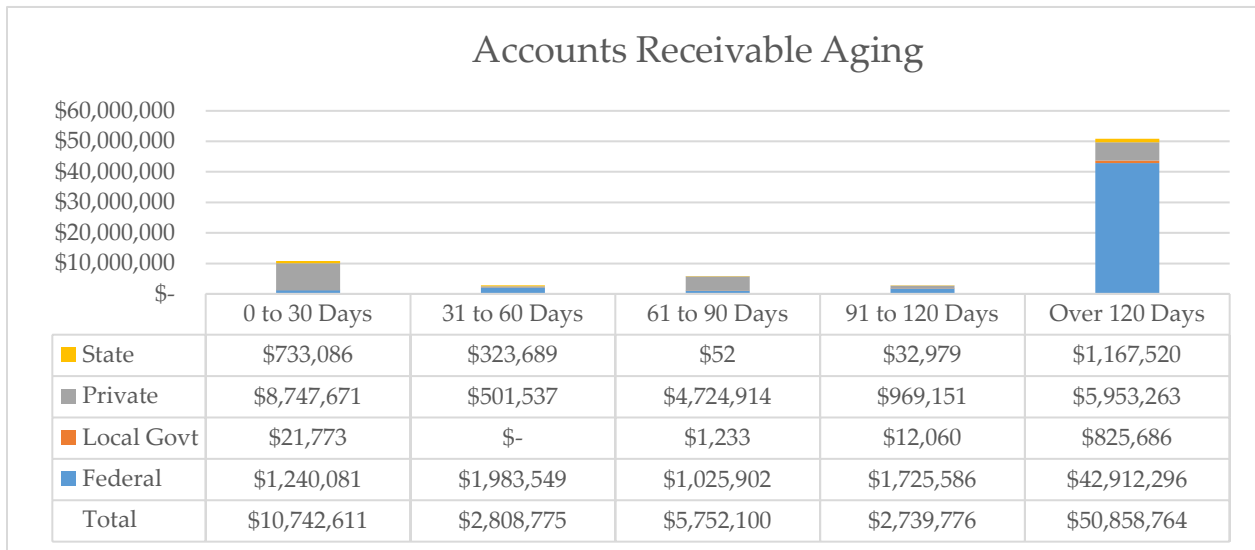 Accounts Receivable Aging
$60,000,000
$50,000,000
$40,000,000
$30,000,000
$20,000,000
$10,000,000
$-
0 to 30 Days 31 to 60 Days 61 to 90 Days 91 to 120 Days Over 120 Days
State $733,086 $323,689 $52 $32,979 $1,167,520
Private $8,747,671 $501,537 $4,724,914 $969,151 $5,953,263
Local Govt $21,773 $- $1,233 $12,060 $825,686
Federal $1,240,081 $1,983,549 $1,025,902 $1,725,586 $42,912,296
Total $10,742,611 $2,808,775 $5,752,100 $2,739,776 $50,858,764